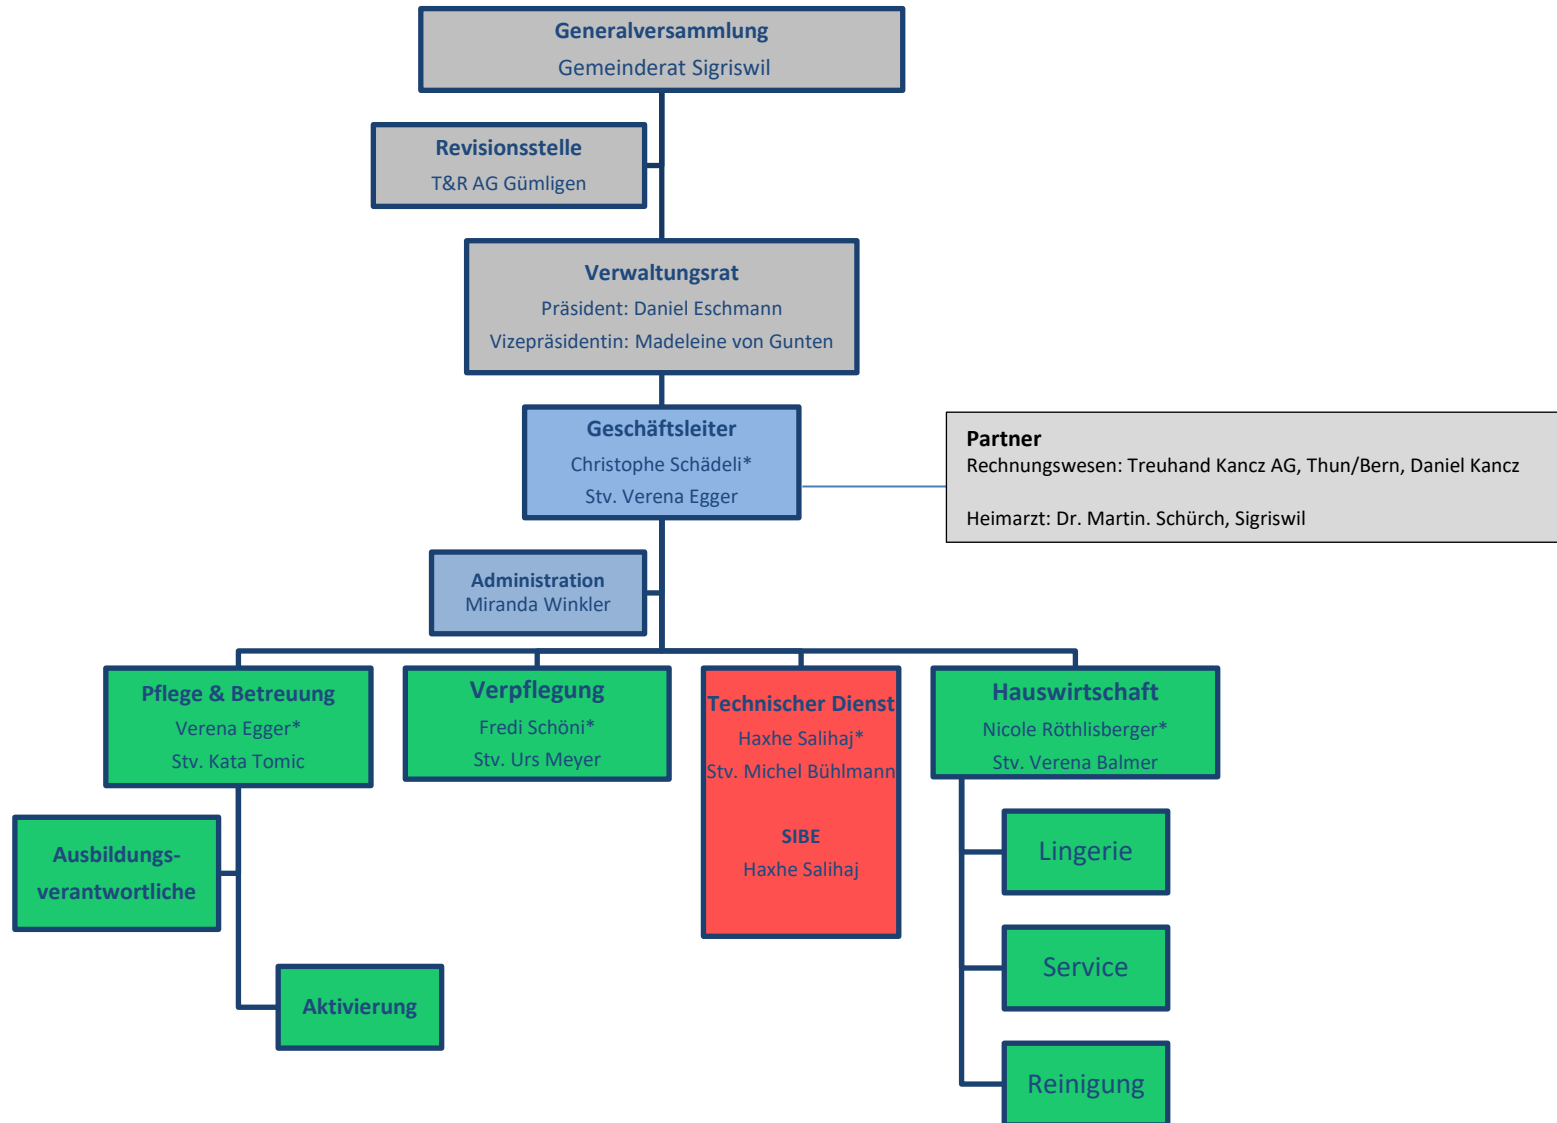 Generalversammlung
Gemeinderat Sigriswil
Revisionsstelle
T&R AG Gümligen
Verwaltungsrat
Präsident: Daniel Eschmann
Vizepräsidentin: Madeleine von Gunten
Geschäftsleiter
Christophe Schädeli*
Stv. Verena Egger
Partner
Rechnungswesen: Treuhand Kancz AG, Thun/Bern, Daniel Kancz
Heimarzt: Dr. Martin. Schürch, Sigriswil
Administration
Miranda Winkler
Pflege & Betreuung
Verena Egger*
Stv. Kata Tomic
Verpflegung
Fredi Schöni*
Stv. Urs Meyer
Technischer Dienst
Haxhe Salihaj*
Stv. Michel Bühlmann
SIBE
Haxhe Salihaj
Hauswirtschaft
Nicole Röthlisberger*
Stv. Verena Balmer
Ausbildungs-
verantwortliche
Aktivierung
Lingerie
Service
Reinigung